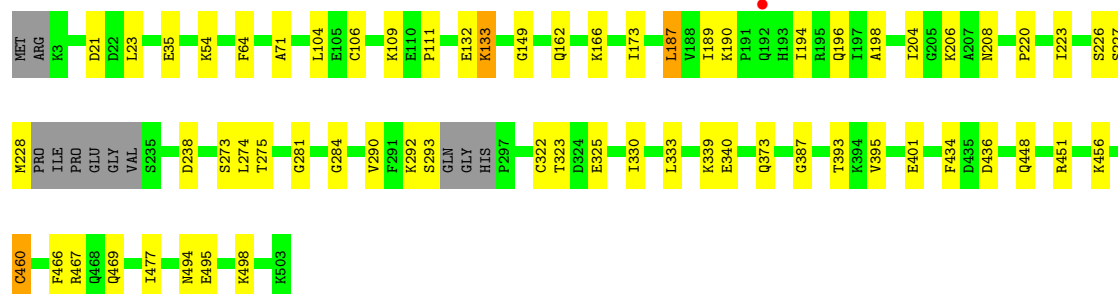 MET ARG K3 D21 D22 L23 E35 K54 F64 A71 L104 E105 C106 K109 E110 P111 E132 K133 G149 Q162 K166 I173 L187 V188 I189 K190 P191 Q192 H193 I194 R195 Q196 I197 A198 I204 G205 K206 A207 N208 P220 I223 S226 S227
M228 PRO ILE PRO GLU GLY VAL S235 D238 S273 L274 T275 G281 G284 V290 F291 K292 S293 GLN GLY HIS P297 C322 T323 D324 E325 I330 L333 K339 E340 Q373 G387 T393 K394 V395 E401 F434 D435 D436 Q448 R451 K456
C460 F466 R467 Q468 Q469 I477 N494 E495 K498 K503